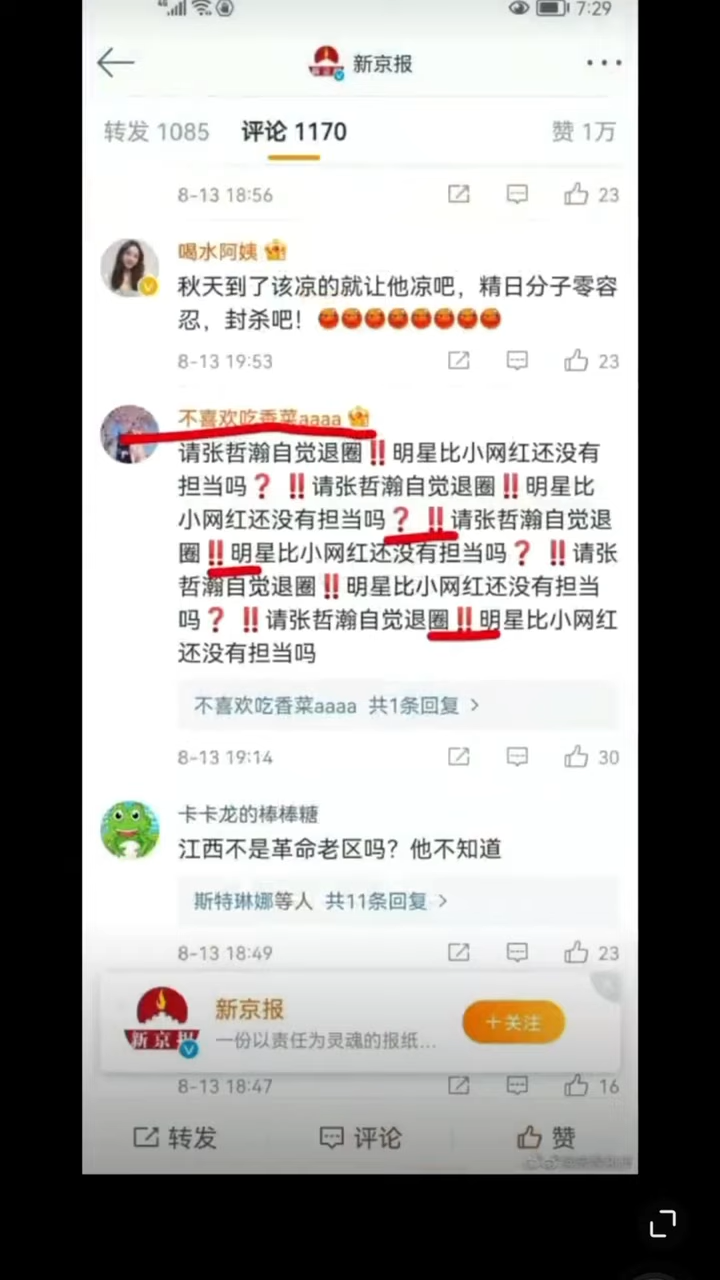 7:29
新京报
转发 1085 评论 1170 赞 1万
8-13 18:56 23
喝水阿姨
秋天到了该凉的就让他凉吧，精日分子零容
忍，封杀吧！
8-13 19:53 23
不喜欢吃香菜aaaa
请张哲瀚自觉退圈‼️明星比小网红还没有
担当吗❓ ‼️请张哲瀚自觉退圈‼️明星比
小网红还没有担当吗❓ ‼️请张哲瀚自觉退
圈‼️明星比小网红还没有担当吗❓ ‼️请张
哲瀚自觉退圈‼️明星比小网红还没有担当
吗❓ ‼️请张哲瀚自觉退圈‼️明星比小网红
还没有担当吗
不喜欢吃香菜aaaa 共1条回复 >
8-13 19:14 30
卡卡龙的棒棒糖
江西不是革命老区吗？他不知道
斯特琳娜等人 共11条回复 >
8-13 18:49 23
新京报
新京报
一份以责任为灵魂的报纸...
+关注
8-13 18:47 16
转发 评论 赞